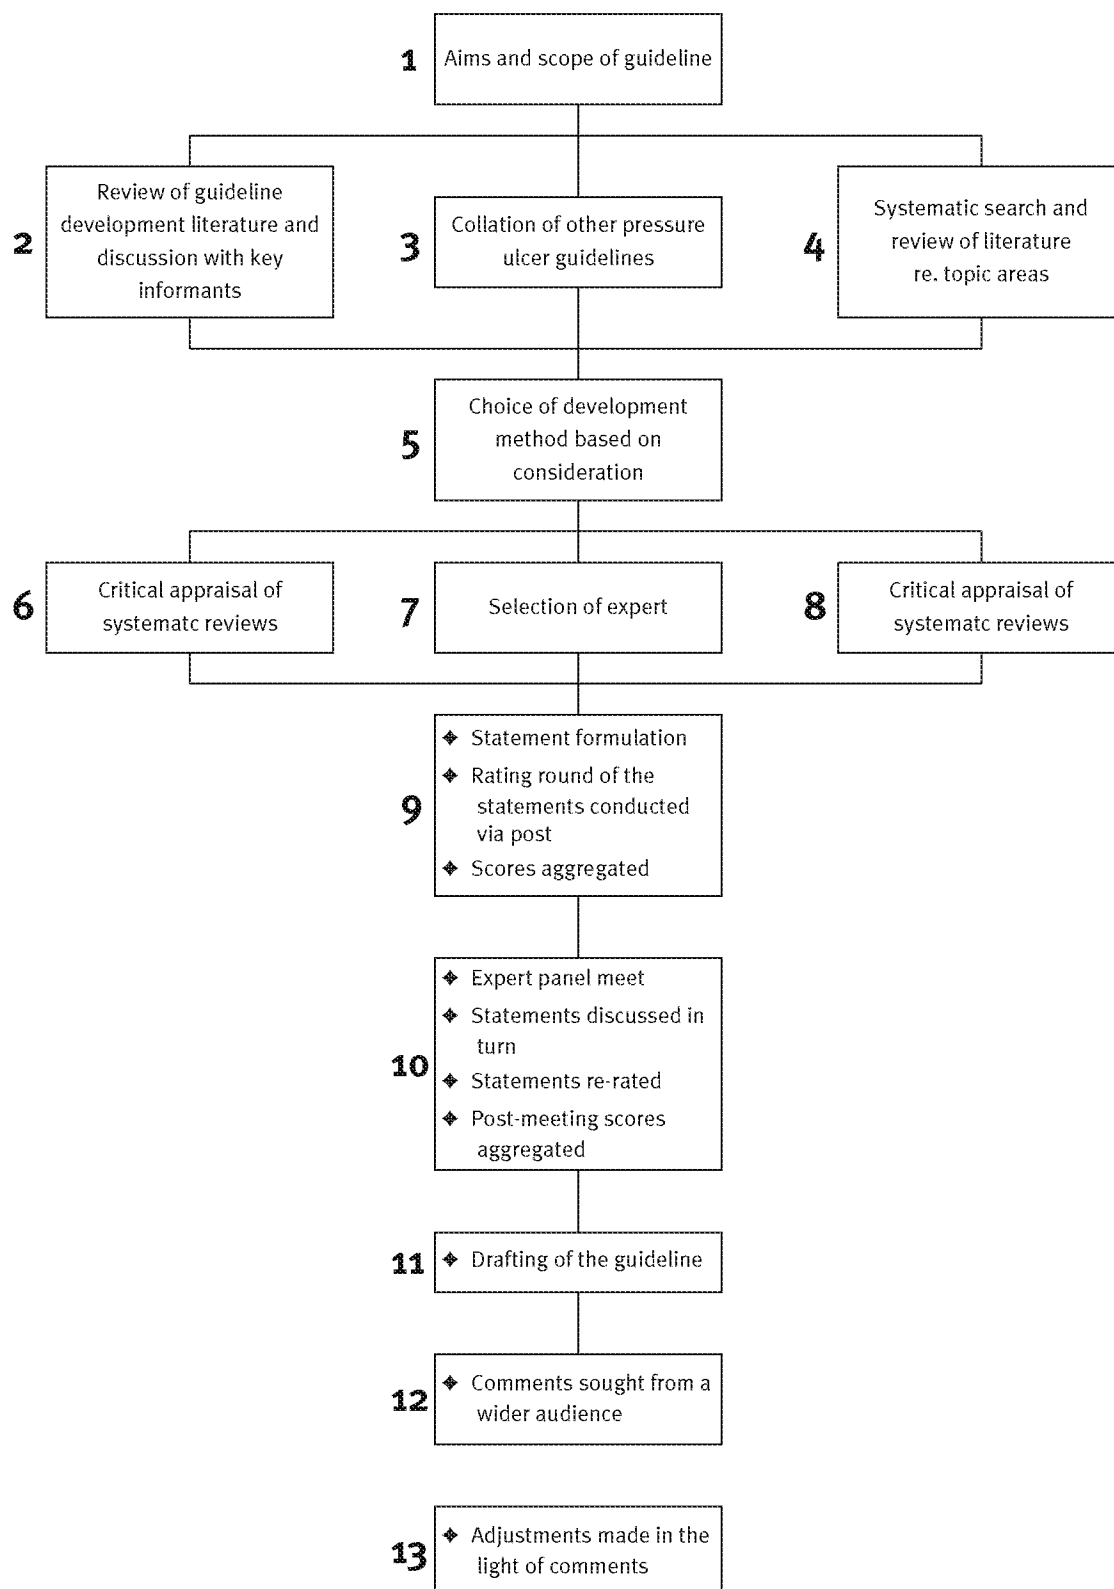 1
Aims and scope of guideline
2
Review of guideline
development literature and
discussion with key
informants
3
Collation of other pressure
ulcer guidelines
4
Systematic search and
review of literature
re. topic areas
5
Choice of development
method based on
consideration
6
Critical appraisal of
systematc reviews
7
Selection of expert
8
Critical appraisal of
systematc reviews
9
❖ Statement formulation
❖ Rating round of the
statements conducted
via post
❖ Scores aggregated
10
❖ Expert panel meet
❖ Statements discussed in
turn
❖ Statements re-rated
❖ Post-meeting scores
aggregated
11
❖ Drafting of the guideline
12
❖ Comments sought from a
wider audience
13
❖ Adjustments made in the
light of comments